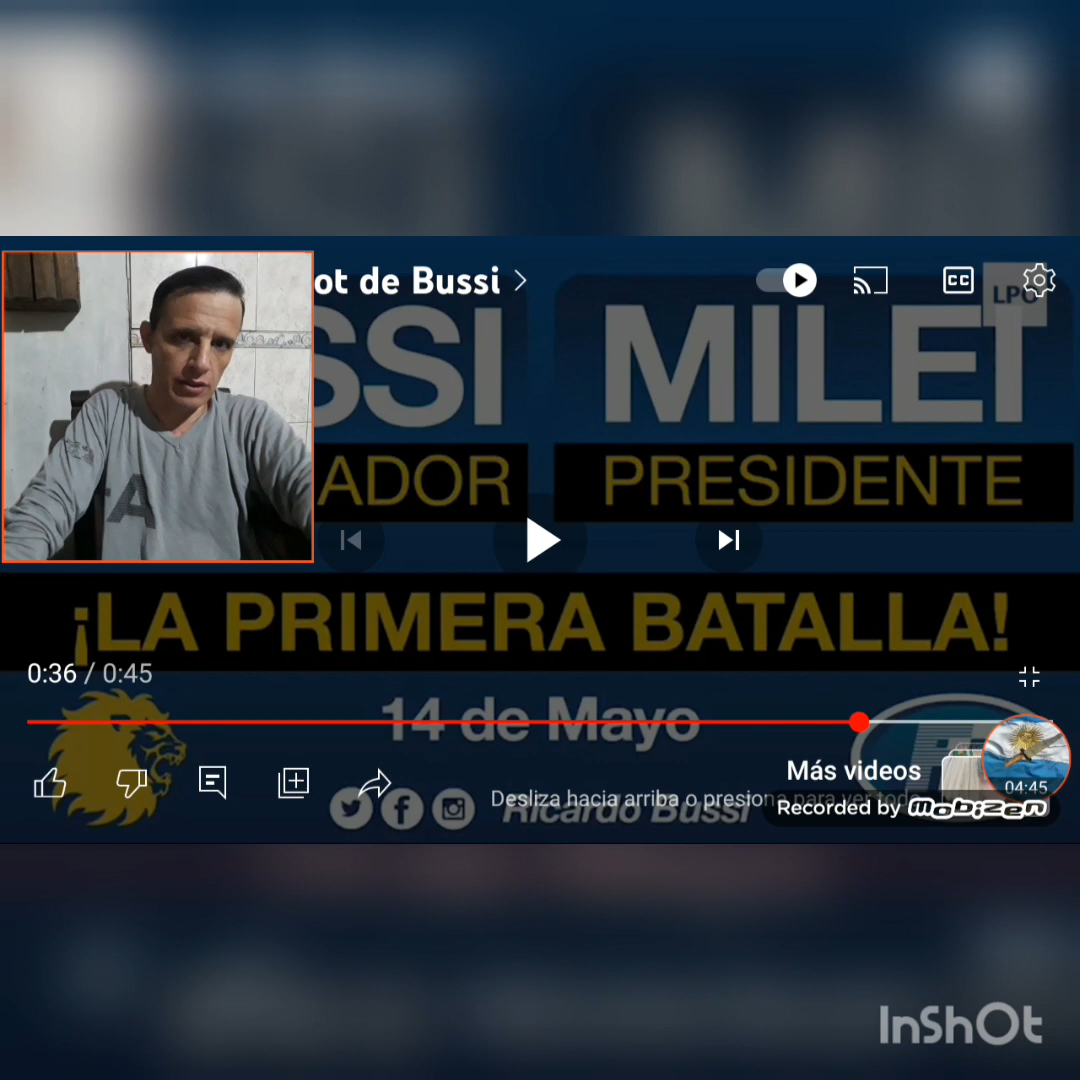 ot de Bussi
CC
LPO
SSI
MILEI
ADOR
PRESIDENTE
¡LA PRIMERA BATALLA!
0:36 / 0:45
14 de Mayo
Más videos
04:45
Desliza hacia arriba o presiona para ver todo
Recorded by mobizen
Ricardo Bussi
InShOt